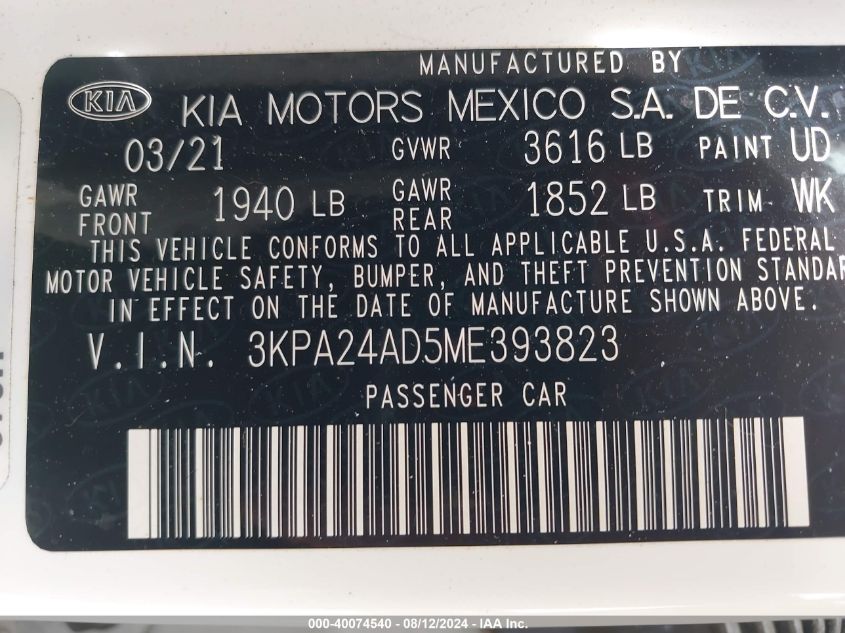 MANUFACTURED BY
KIA KIA MOTORS MEXICO S.A. DE C.V.
03/21 GVWR 3616 LB PAINT UD
GAWR FRONT 1940 LB GAWR REAR 1852 LB TRIM WK
THIS VEHICLE CONFORMS TO ALL APPLICABLE U.S.A. FEDERAL
MOTOR VEHICLE SAFETY, BUMPER, AND THEFT PREVENTION STANDAR
IN EFFECT ON THE DATE OF MANUFACTURE SHOWN ABOVE.
V.I.N. 3KPA24AD5ME393823
PASSENGER CAR
000-40074540 - 08/12/2024 - IAA Inc.